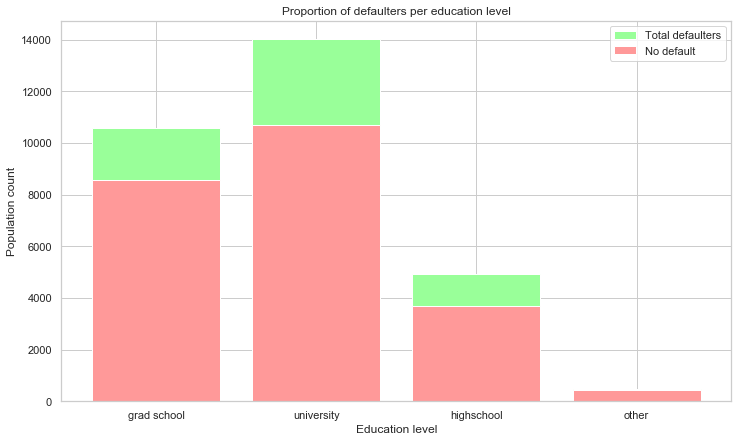 Proportion of defaulters per education level
Total defaulters
No default
14000
12000
10000
8000
6000
4000
2000
0
Population count
grad school
university
highschool
other
Education level